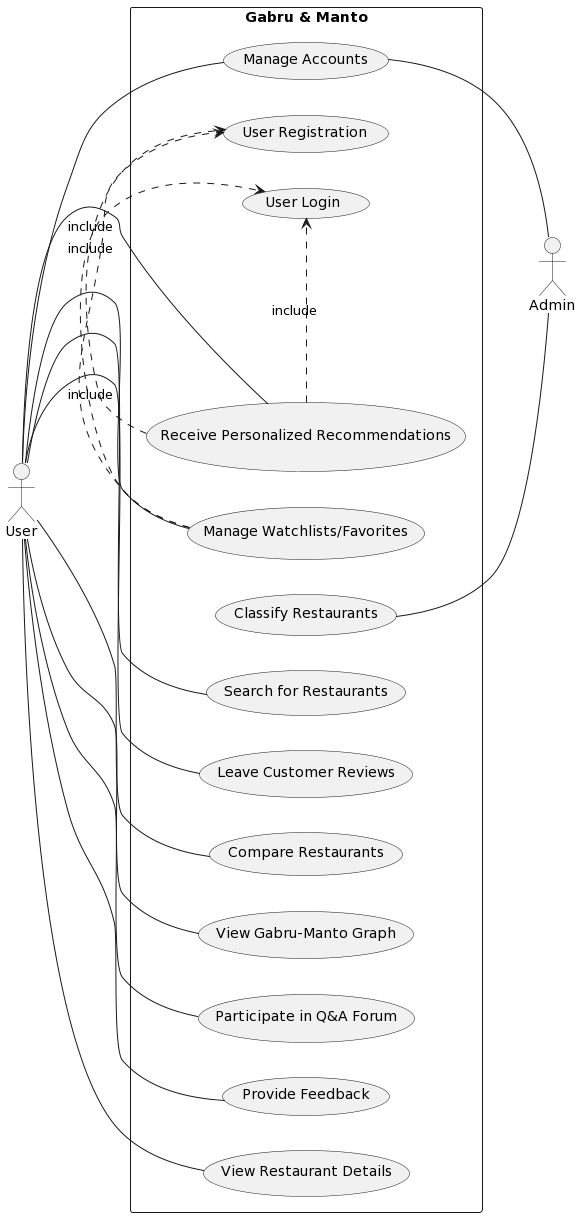 Gabru & Manto
Manage Accounts
User Registration
User Login
include
include
Admin
include
include
Receive Personalized Recommendations
User
Manage Watchlists/Favorites
Classify Restaurants
Search for Restaurants
Leave Customer Reviews
Compare Restaurants
View Gabru-Manto Graph
Participate in Q&A Forum
Provide Feedback
View Restaurant Details